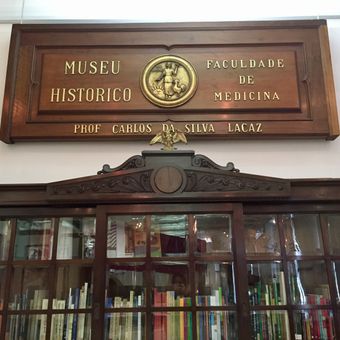 MUSEU
HISTORICO
FACULDADE
DE
MEDICINA
PROF CARLOS DA SILVA LACAZ